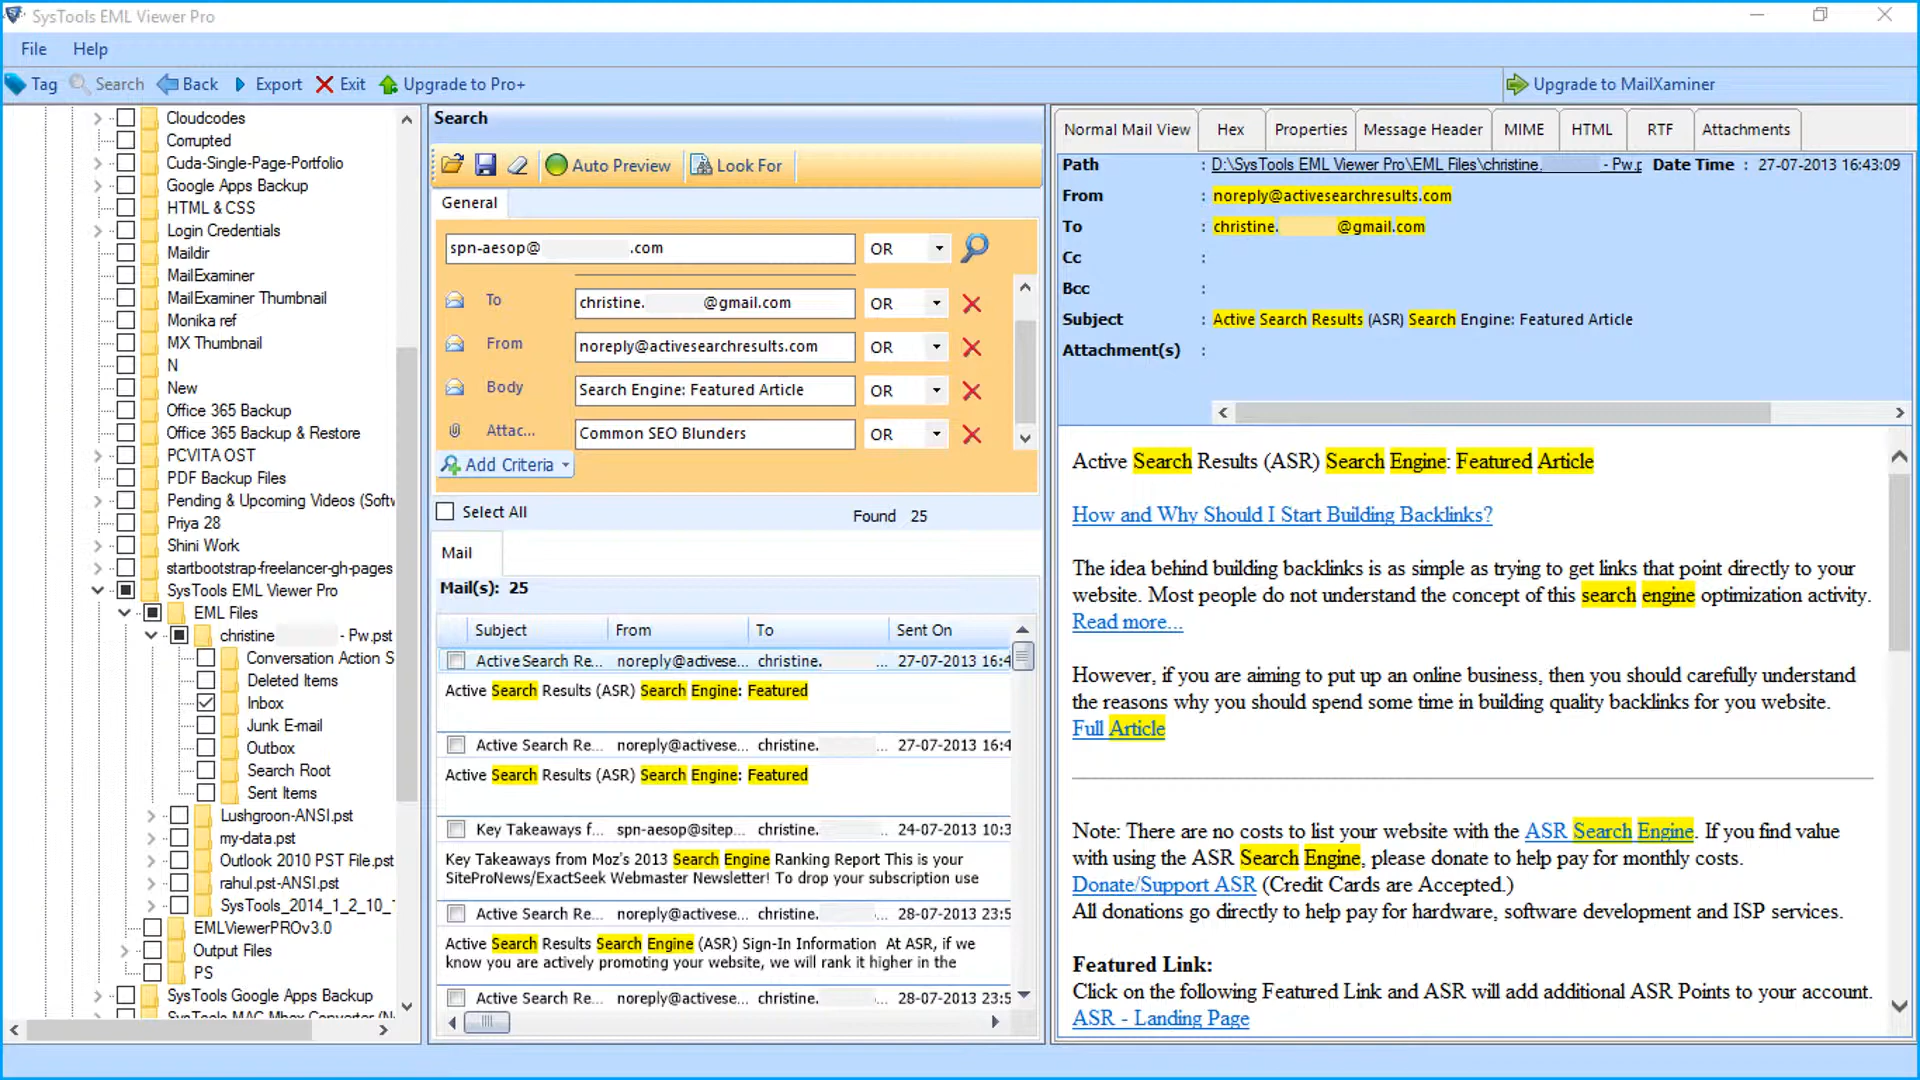 SysTools EML Viewer Pro
File Help
Tag Search Back Export Exit Upgrade to Pro+ Upgrade to MailXaminer
Cloudcodes
Corrupted
Cuda-Single-Page-Portfolio
Google Apps Backup
HTML & CSS
Login Credentials
Maildir
MailExaminer
MailExaminer Thumbnail
Monika ref
MX Thumbnail
N
New
Office 365 Backup
Office 365 Backup & Restore
PCVITA OST
PDF Backup Files
Pending & Upcoming Videos (Softw
Priya 28
Shini Work
startbootstrap-freelancer-gh-pages
SysTools EML Viewer Pro
EML Files
christine - Pw.pst
Conversation Action S
Deleted Items
Inbox
Junk E-mail
Outbox
Search Root
Sent Items
Lushgroon-ANSI.pst
my-data.pst
Outlook 2010 PST File.pst
rahul.pst-ANSI.pst
SysTools_2014_1_2_10_1
EMLViewerPROv3.0
Output Files
PS
SysTools Google Apps Backup
SysTools MAC Mbox Converter (N
Search
Auto Preview Look For
General
spn-aesop@ .com OR
To christine. @gmail.com OR
From noreply@activesearchresults.com OR
Body Search Engine: Featured Article OR
Attac... Common SEO Blunders OR
Add Criteria
Select All Found 25
Mail
Mail(s): 25
Subject From To Sent On
Active Search Re... noreply@activese... christine. ... 27-07-2013 16:4
Active Search Results (ASR) Search Engine: Featured
Active Search Re... noreply@activese... christine. ... 27-07-2013 16:4
Active Search Results (ASR) Search Engine: Featured
Key Takeaways f... spn-aesop@sitep... christine. ... 24-07-2013 10:3
Key Takeaways from Moz's 2013 Search Engine Ranking Report This is your
SiteProNews/ExactSeek Webmaster Newsletter! To drop your subscription use
Active Search Re... noreply@activese... christine. ... 28-07-2013 23:5
Active Search Results Search Engine (ASR) Sign-In Information At ASR, if we
know you are actively promoting your website, we will rank it higher in the
Active Search Re... noreply@activese... christine. ... 28-07-2013 23:5
Normal Mail View Hex Properties Message Header MIME HTML RTF Attachments
Path : D:\SysTools EML Viewer Pro\EML Files\christine. - Pw.p Date Time : 27-07-2013 16:43:09
From : noreply@activesearchresults.com
To : christine. @gmail.com
Cc :
Bcc :
Subject : Active Search Results (ASR) Search Engine: Featured Article
Attachment(s) :
Active Search Results (ASR) Search Engine: Featured Article
How and Why Should I Start Building Backlinks?
The idea behind building backlinks is as simple as trying to get links that point directly to your
website. Most people do not understand the concept of this search engine optimization activity.
Read more...
However, if you are aiming to put up an online business, then you should carefully understand
the reasons why you should spend some time in building quality backlinks for you website.
Full Article
Note: There are no costs to list your website with the ASR Search Engine. If you find value
with using the ASR Search Engine, please donate to help pay for monthly costs.
Donate/Support ASR (Credit Cards are Accepted.)
All donations go directly to help pay for hardware, software development and ISP services.
Featured Link:
Click on the following Featured Link and ASR will add additional ASR Points to your account.
ASR - Landing Page